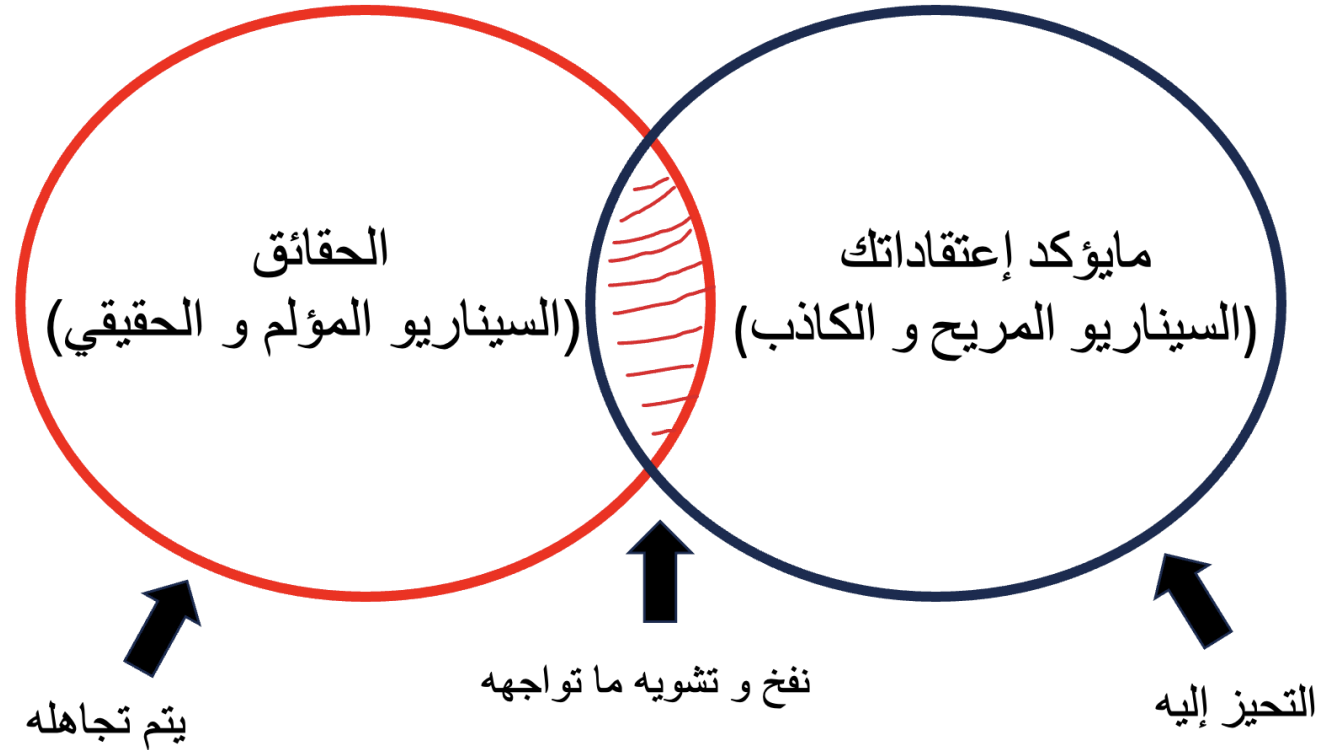 مايؤكد إعتقاداتك
(السيناريو المريح و الكاذب)
الحقائق
(السيناريو المؤلم و الحقيقي)
التحيز إليه
نفخ و تشويه ما تواجهه
يتم تجاهله